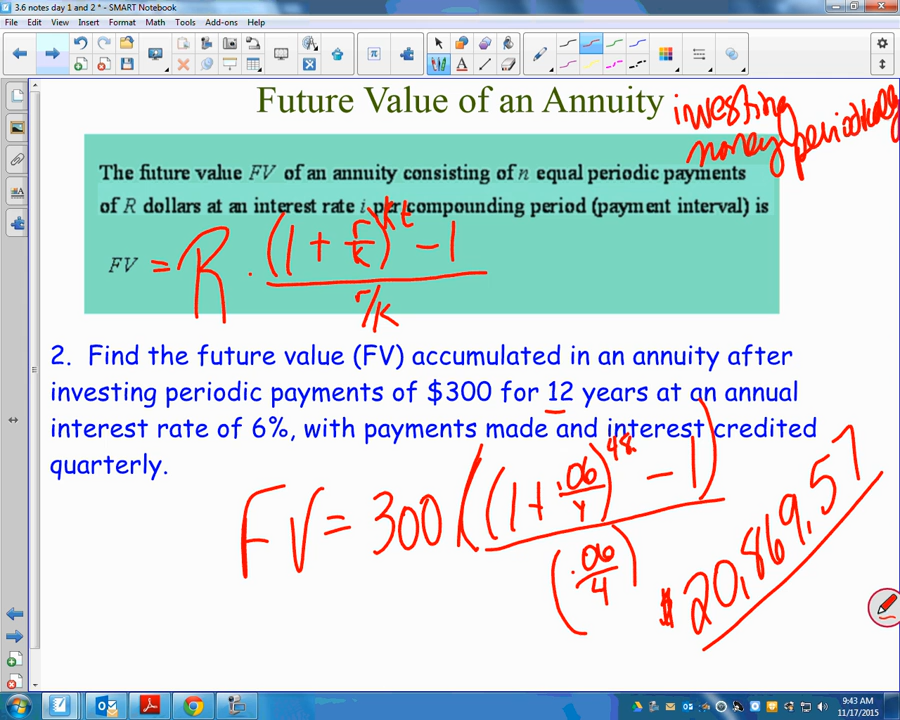 3.6 notes day 1 and 2 * - SMART Notebook
File Edit View Insert Format Math Tools Add-ons Help
Future Value of an Annuity
investing
money periodically
The future value FV of an annuity consisting of n equal periodic payments
of R dollars at an interest rate i per compounding period (payment interval) is
FV = R · ((1 + r/k)^kt - 1) / (r/k)
2. Find the future value (FV) accumulated in an annuity after
investing periodic payments of $300 for 12 years at an annual
interest rate of 6%, with payments made and interest credited
quarterly.
FV = 300 (((1 + .06/4)^48 - 1) / (.06/4))
$20,869.57
9:43 AM
11/17/2015